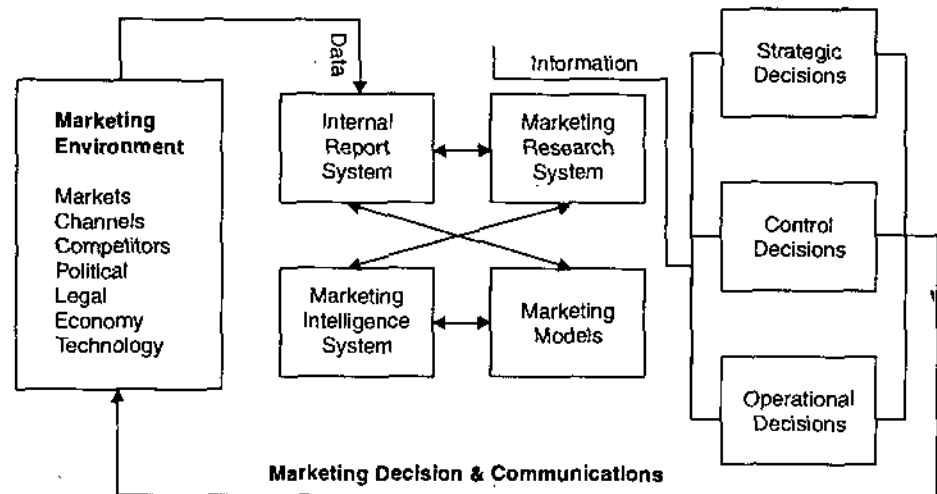 Data
Information
Marketing
Environment
Markets
Channels
Competitors
Political
Legal
Economy
Technology
Internal
Report
System
Marketing
Research
System
Marketing
Intelligence
System
Marketing
Models
Strategic
Decisions
Control
Decisions
Operational
Decisions
Marketing Decision & Communications